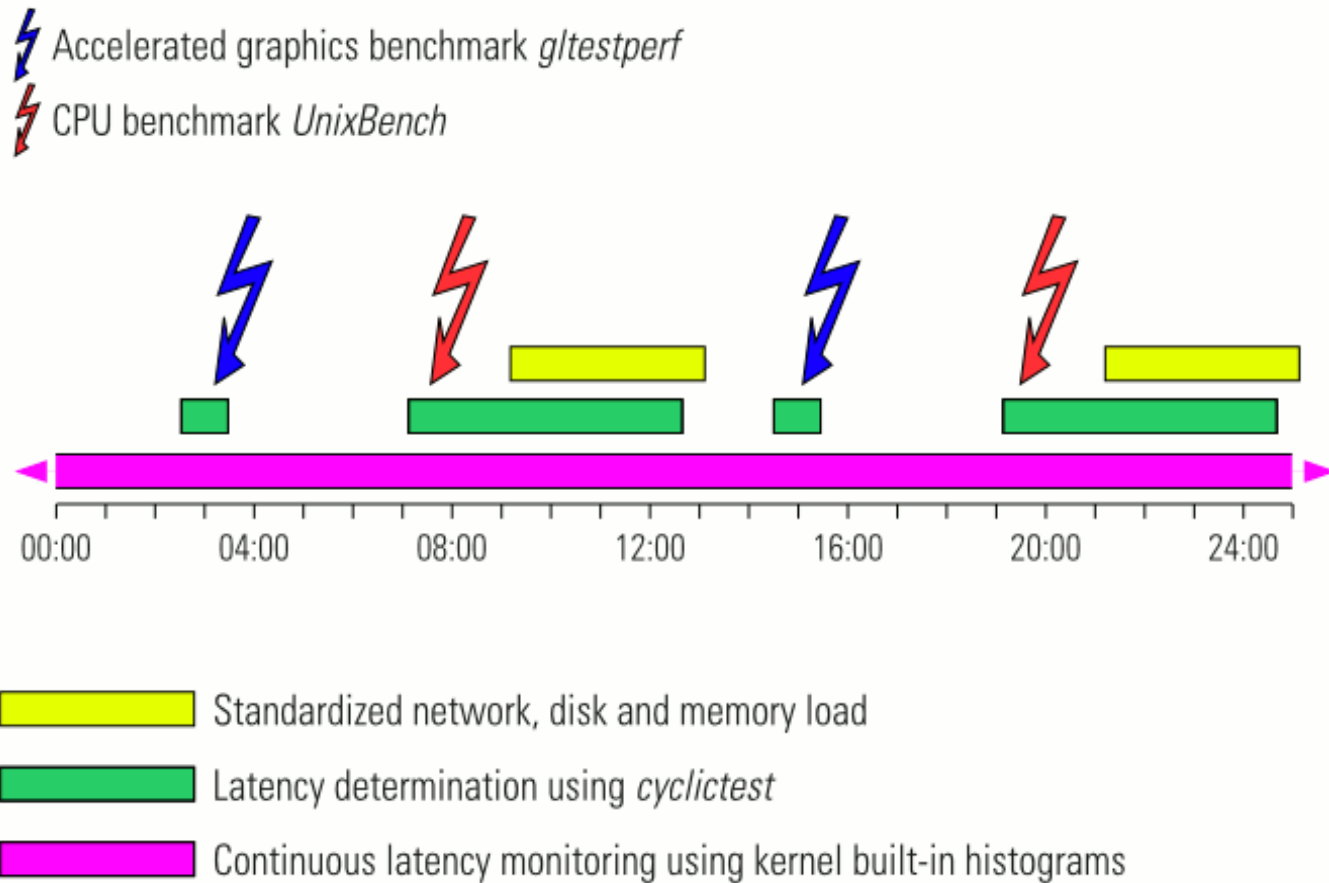 Accelerated graphics benchmark gltestperf
CPU benchmark UnixBench
00:00 04:00 08:00 12:00 16:00 20:00 24:00
Standardized network, disk and memory load
Latency determination using cyclictest
Continuous latency monitoring using kernel built-in histograms